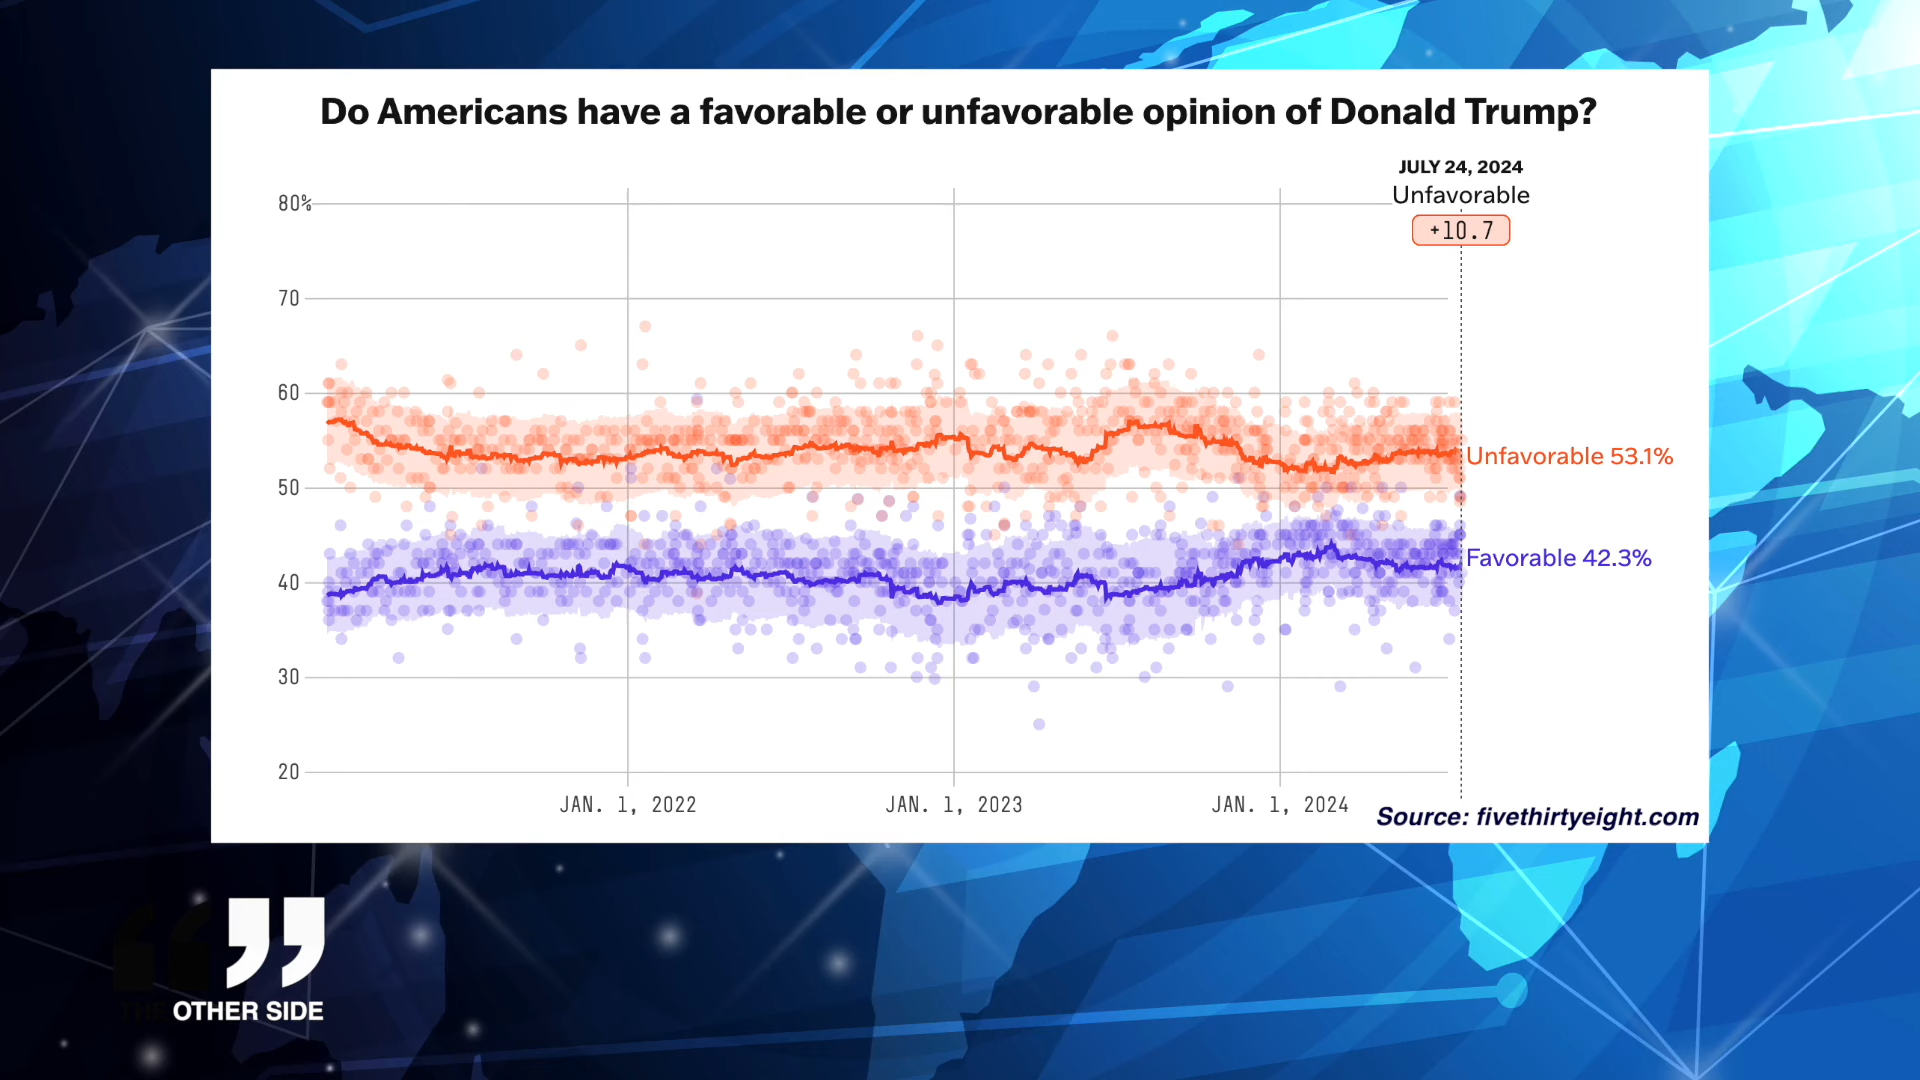 Do Americans have a favorable or unfavorable opinion of Donald Trump?
JULY 24, 2024
Unfavorable
+10.7
80%
70
60
50
40
30
20
Unfavorable 53.1%
Favorable 42.3%
JAN. 1, 2022
JAN. 1, 2023
JAN. 1, 2024
Source: fivethirtyeight.com
THE OTHER SIDE